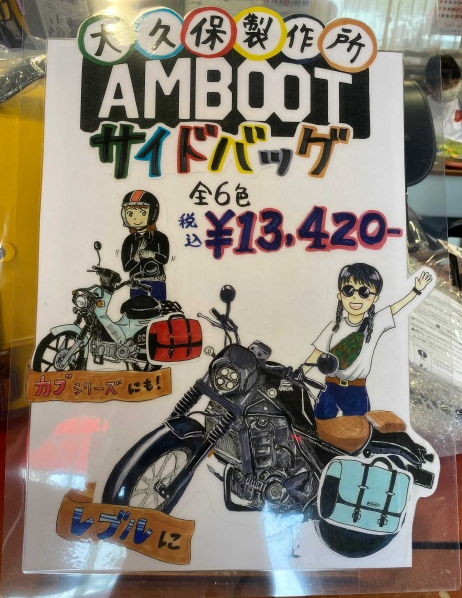 大久保製作所
AMBOOT
サイドバッグ
全6色
税込 ¥13,420-
カブシリーズにも!
レブルに